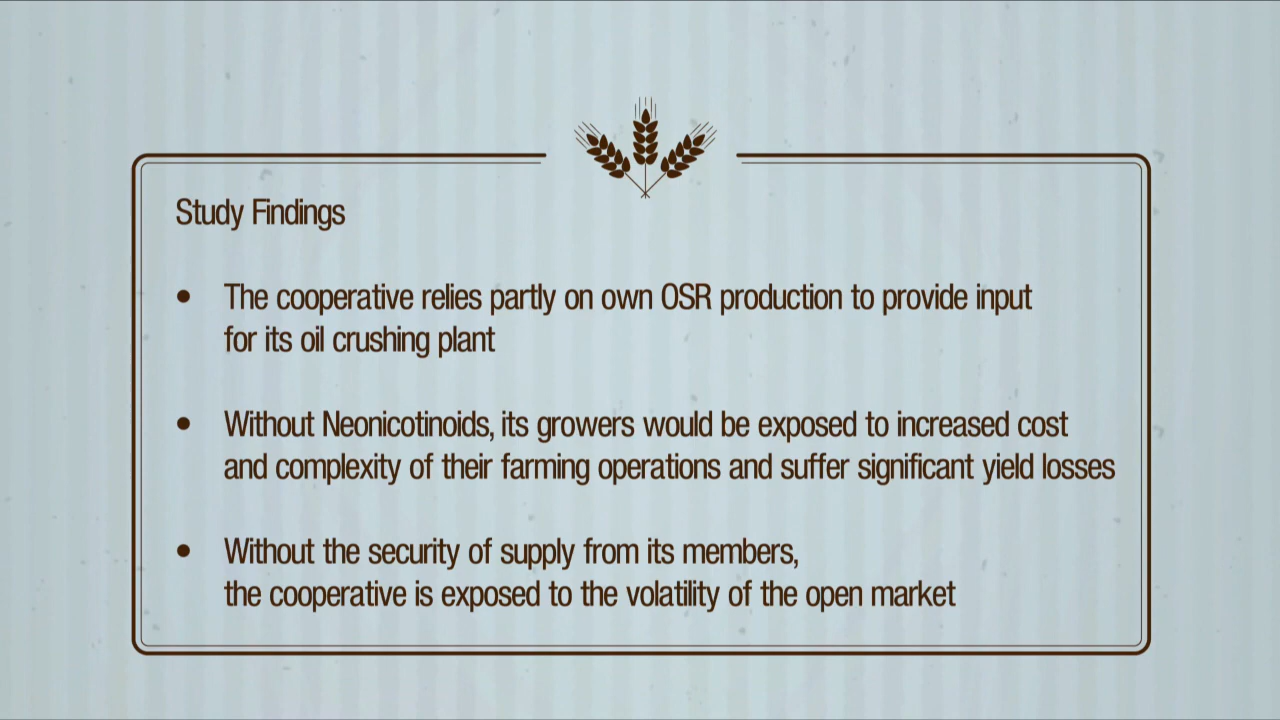 Study Findings
• The cooperative relies partly on own OSR production to provide input
for its oil crushing plant
• Without Neonicotinoids, its growers would be exposed to increased cost
and complexity of their farming operations and suffer significant yield losses
• Without the security of supply from its members,
the cooperative is exposed to the volatility of the open market